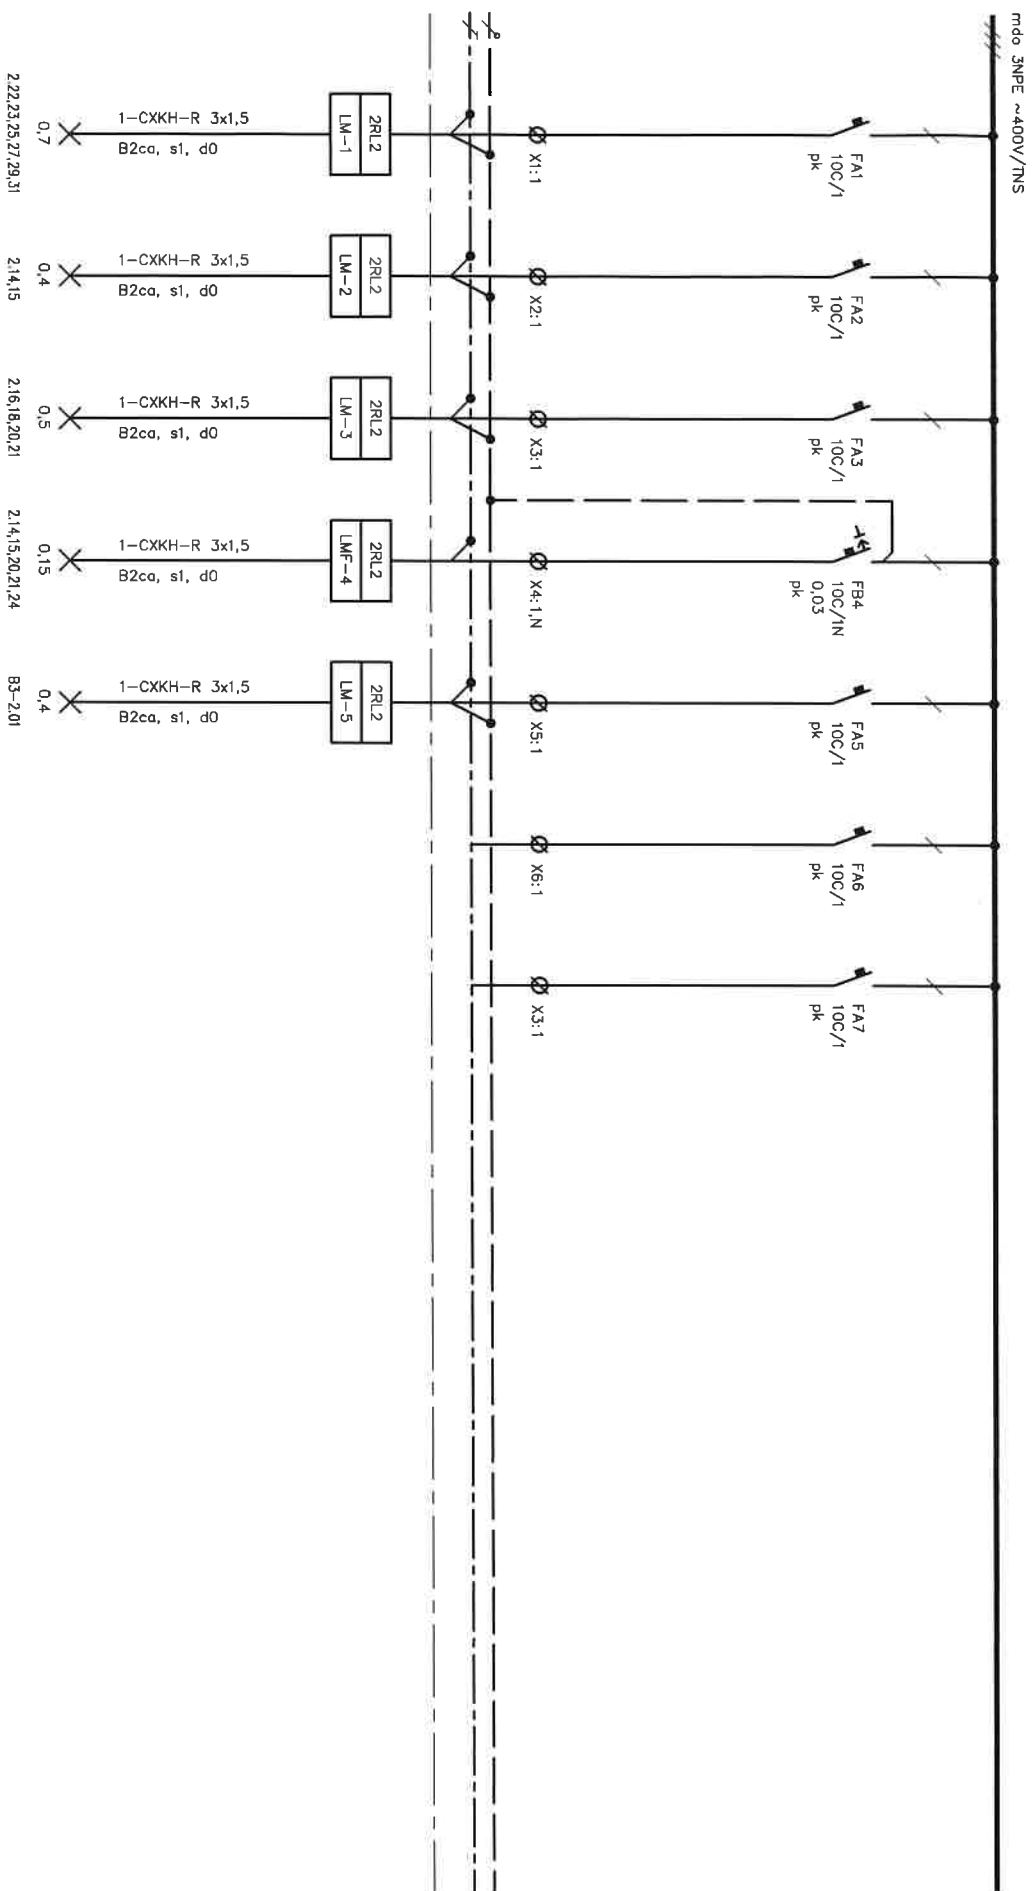 mdo 3NPE ~400V/TNS
FA1
10C/1
pk
FA2
10C/1
pk
FA3
10C/1
pk
FB4
10C/1N
0,03
pk
FA5
10C/1
pk
FA6
10C/1
pk
FA7
10C/1
pk
X1:1
X2:1
X3:1
X4:1,N
X5:1
X6:1
X3:1
2RL2
LM-1
2RL2
LM-2
2RL2
LM-3
2RL2
LMF-4
2RL2
LM-5
1-CXKH-R 3x1,5
B2ca, s1, d0
1-CXKH-R 3x1,5
B2ca, s1, d0
1-CXKH-R 3x1,5
B2ca, s1, d0
1-CXKH-R 3x1,5
B2ca, s1, d0
1-CXKH-R 3x1,5
B2ca, s1, d0
0,7
0,4
0,5
0,15
0,4
2.22,23,25,27,29,31
2.14,15
2.16,18,20,21
2.14,15,20,21,24
B3-2.01